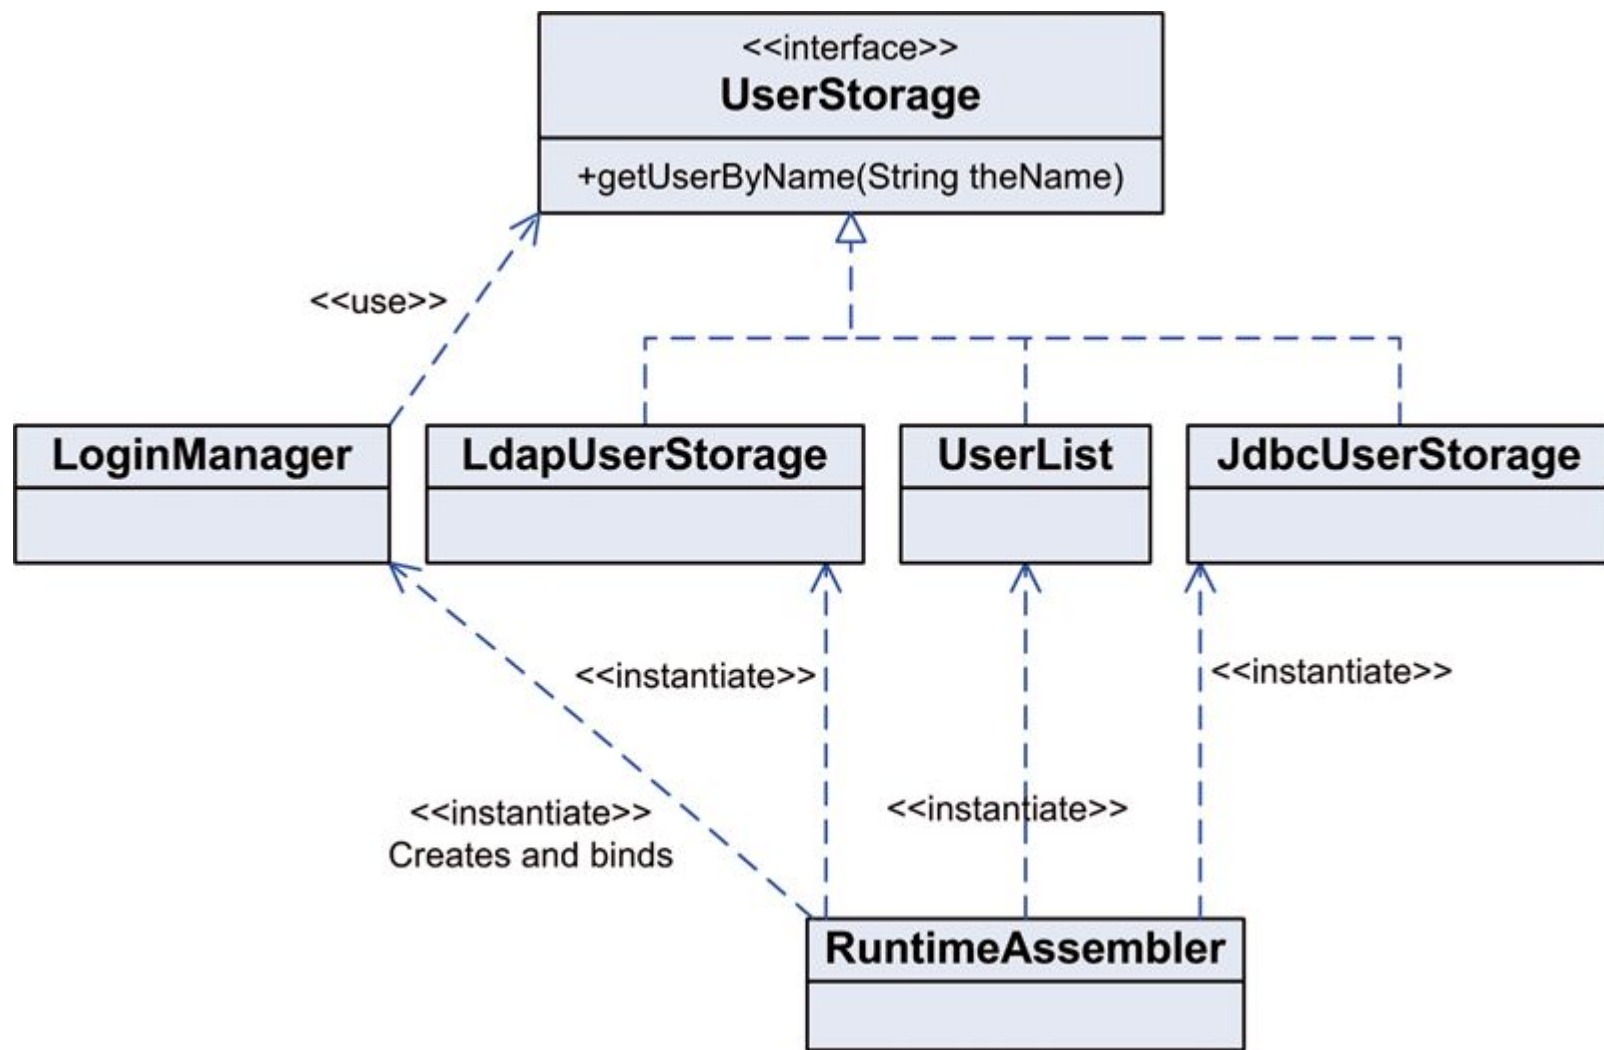 <<interface>>
UserStorage
+getUserByName(String theName)
<<use>>
LoginManager
LdapUserStorage
UserList
JdbcUserStorage
<<instantiate>>
<<instantiate>>
<<instantiate>>
Creates and binds
<<instantiate>>
RuntimeAssembler